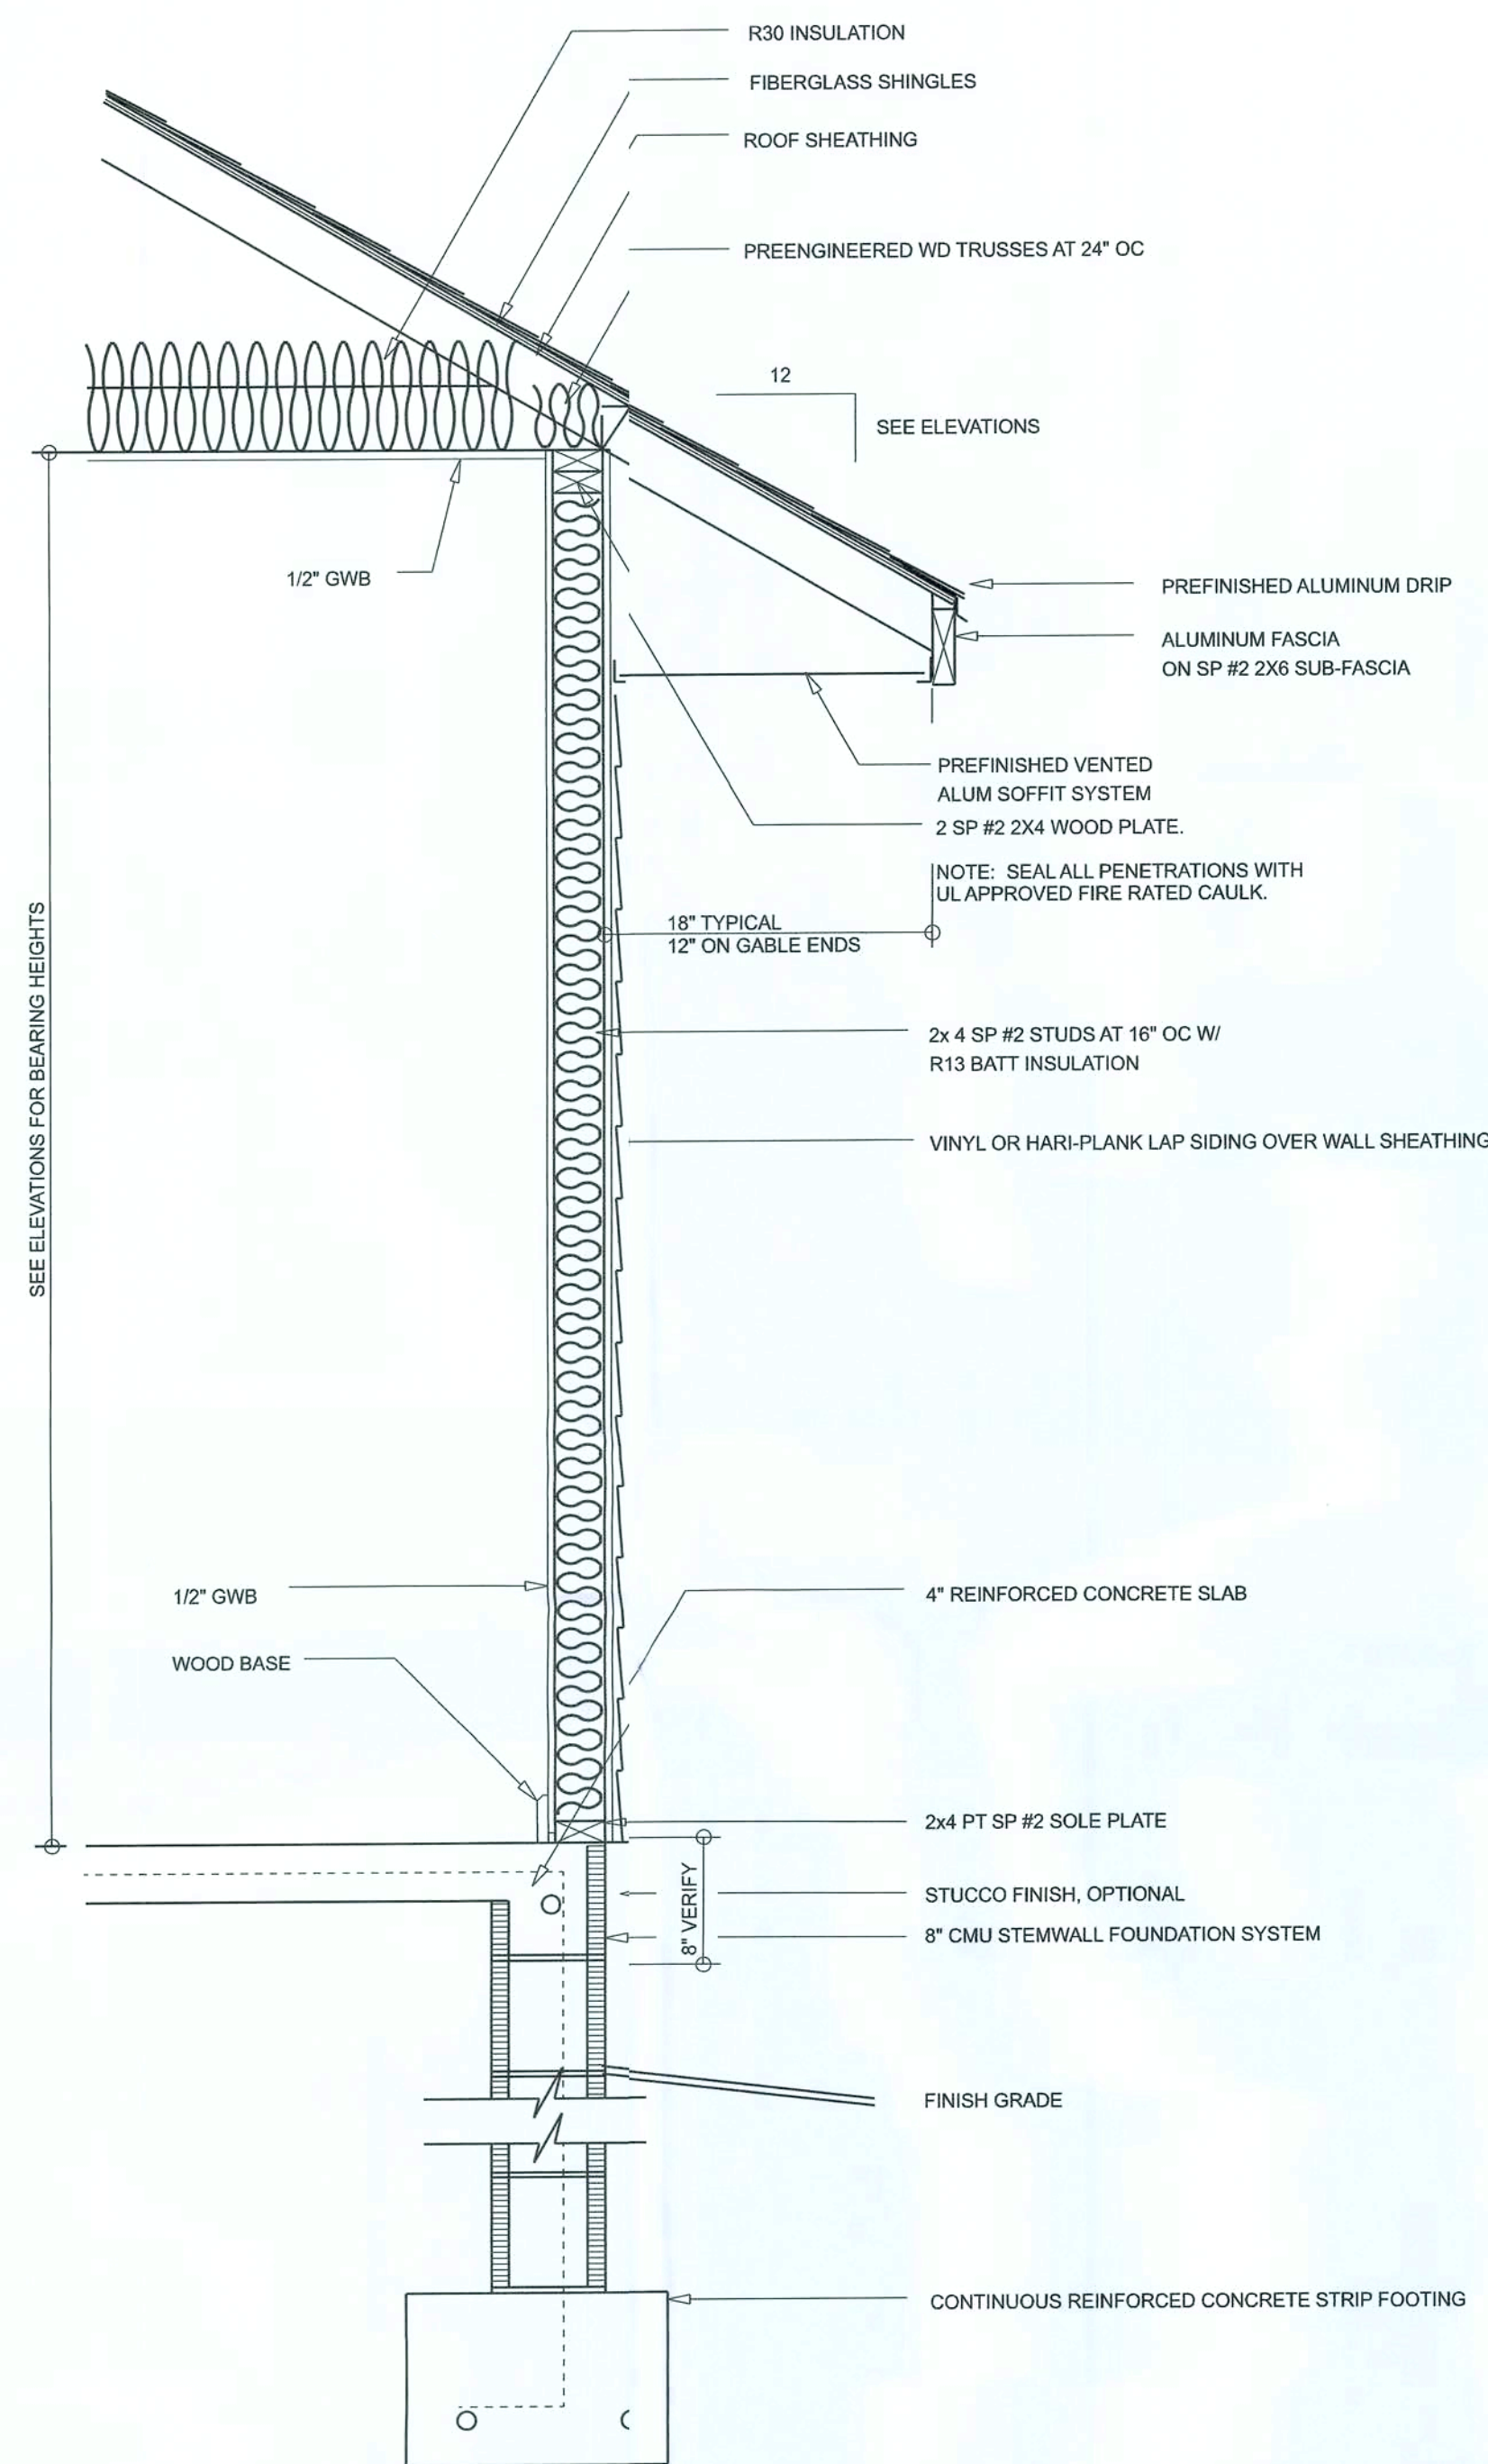 R30 INSULATION
FIBERGLASS SHINGLES
ROOF SHEATHING
PREENGINEERED WD TRUSSES AT 24" OC
12
SEE ELEVATIONS
1/2" GWB
PREFINISHED ALUMINUM DRIP
ALUMINUM FASCIA
ON SP #2 2X6 SUB-FASCIA
PREFINISHED VENTED
ALUM SOFFIT SYSTEM
2 SP #2 2X4 WOOD PLATE.
NOTE: SEAL ALL PENETRATIONS WITH
UL APPROVED FIRE RATED CAULK.
18" TYPICAL
12" ON GABLE ENDS
SEE ELEVATIONS FOR BEARING HEIGHTS
2x 4 SP #2 STUDS AT 16" OC W/
R13 BATT INSULATION
VINYL OR HARI-PLANK LAP SIDING OVER WALL SHEATHING
1/2" GWB
4" REINFORCED CONCRETE SLAB
WOOD BASE
2x4 PT SP #2 SOLE PLATE
8" VERIFY
STUCCO FINISH, OPTIONAL
8" CMU STEMWALL FOUNDATION SYSTEM
FINISH GRADE
CONTINUOUS REINFORCED CONCRETE STRIP FOOTING